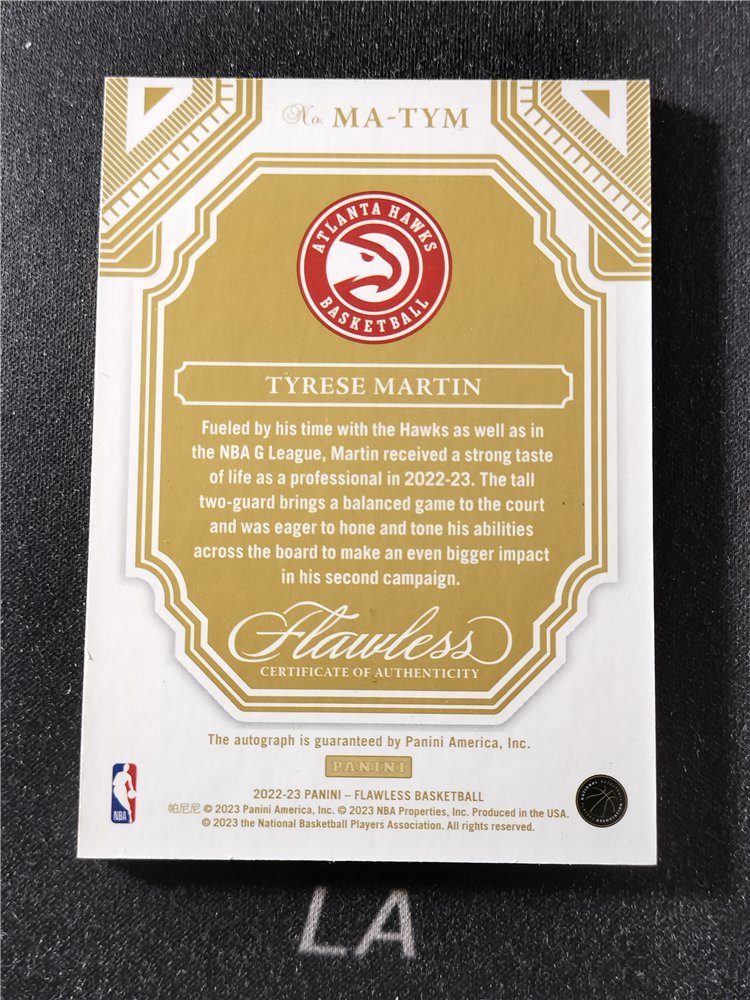 No. MA-TYM
ATLANTA HAWKS
BASKETBALL
TYRESE MARTIN
Fueled by his time with the Hawks as well as in
the NBA G League, Martin received a strong taste
of life as a professional in 2022-23. The tall
two-guard brings a balanced game to the court
and was eager to hone and tone his abilities
across the board to make an even bigger impact
in his second campaign.
Flawless
CERTIFICATE OF AUTHENTICITY
The autograph is guaranteed by Panini America, Inc.
PANINI
2022-23 PANINI – FLAWLESS BASKETBALL
帕尼尼 © 2023 Panini America, Inc. © 2023 NBA Properties, Inc. Produced in the USA.
© 2023 the National Basketball Players Association. All rights reserved.
NBA
LA